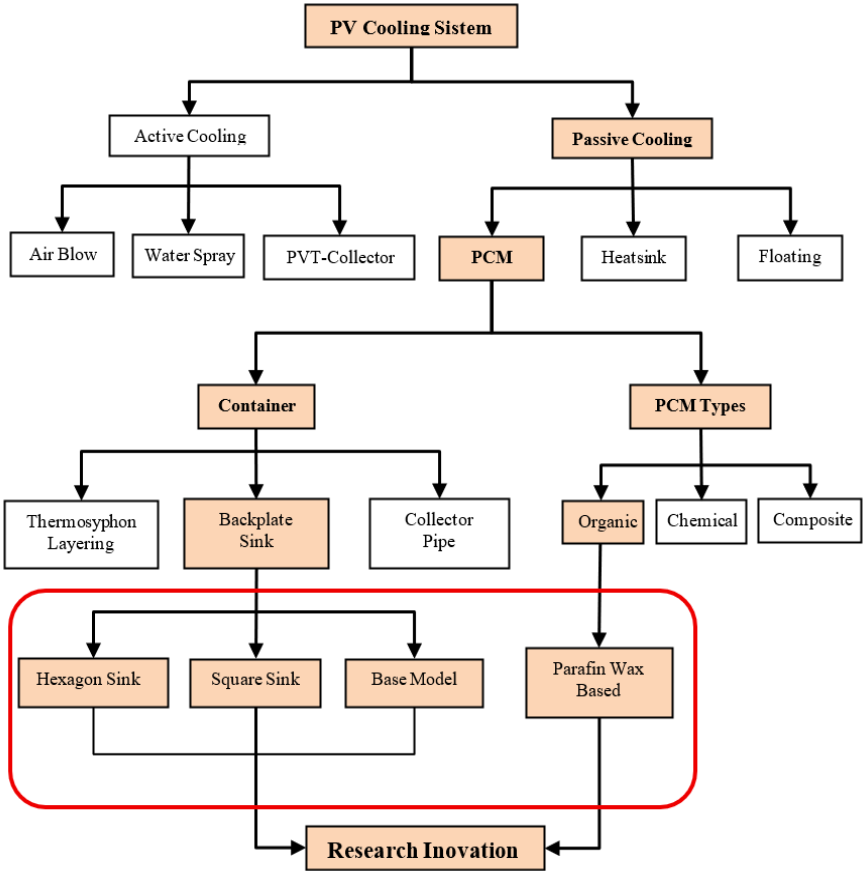 PV Cooling Sistem
Active Cooling
Passive Cooling
Air Blow
Water Spray
PVT-Collector
PCM
Heatsink
Floating
Container
PCM Types
Thermosyphon
Layering
Backplate
Sink
Collector
Pipe
Organic
Chemical
Composite
Hexagon Sink
Square Sink
Base Model
Parafin Wax
Based
Research Inovation